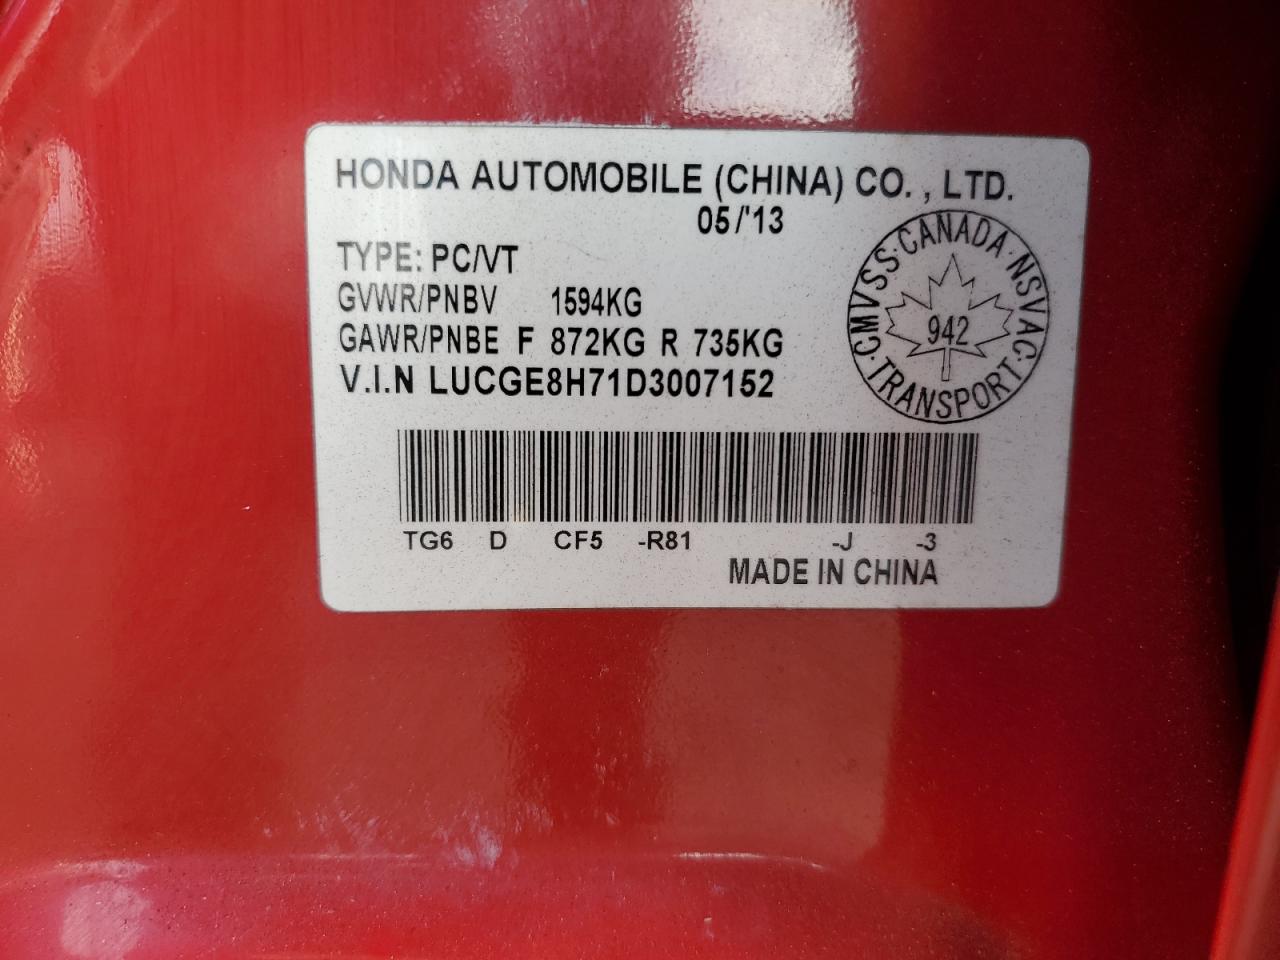 HONDA AUTOMOBILE (CHINA) CO., LTD.
05/'13
TYPE: PC/VT
GVWR/PNBV 1594KG
GAWR/PNBE F 872KG R 735KG
V.I.N LUCGE8H71D3007152
CMVSS·CANADA·NSVAC·TRANSPORT·
942
TG6 D CF5 -R81 -J -3
MADE IN CHINA